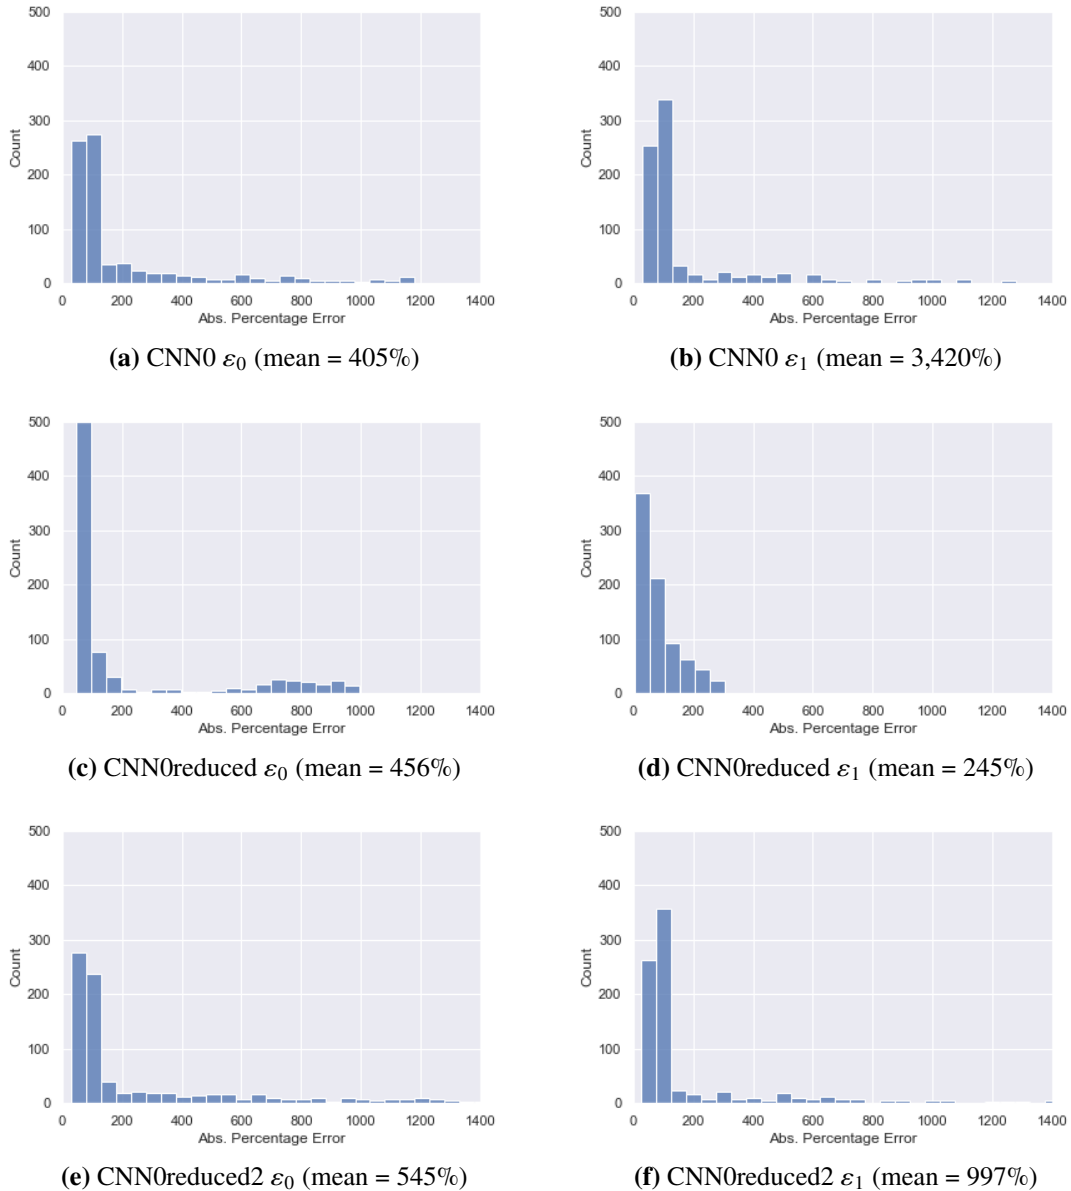 500
400
300
200
100
0
Count
0 200 400 600 800 1000 1200 1400
Abs. Percentage Error
(a) CNN0 ε0 (mean = 405%)
500
400
300
200
100
0
Count
0 200 400 600 800 1000 1200 1400
Abs. Percentage Error
(b) CNN0 ε1 (mean = 3,420%)
500
400
300
200
100
0
Count
0 200 400 600 800 1000 1200 1400
Abs. Percentage Error
(c) CNN0reduced ε0 (mean = 456%)
500
400
300
200
100
0
Count
0 200 400 600 800 1000 1200 1400
Abs. Percentage Error
(d) CNN0reduced ε1 (mean = 245%)
500
400
300
200
100
0
Count
0 200 400 600 800 1000 1200 1400
Abs. Percentage Error
(e) CNN0reduced2 ε0 (mean = 545%)
500
400
300
200
100
0
Count
0 200 400 600 800 1000 1200 1400
Abs. Percentage Error
(f) CNN0reduced2 ε1 (mean = 997%)